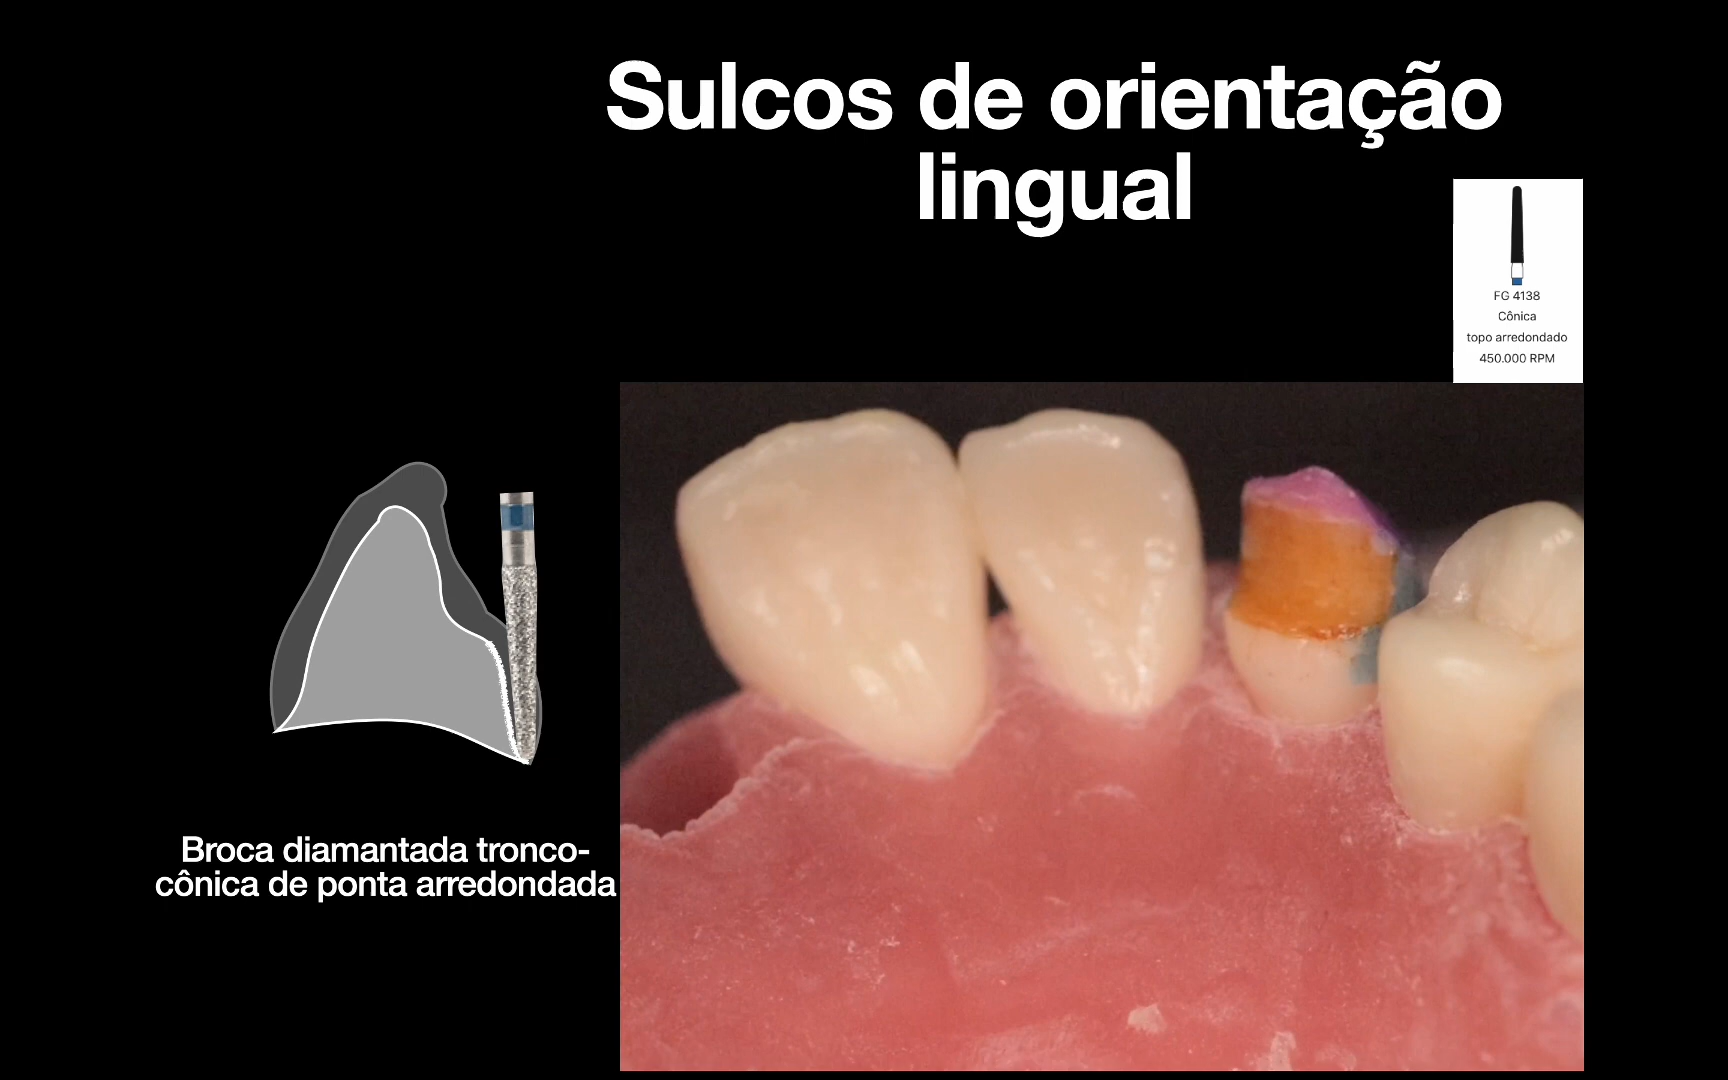 Sulcos de orientação
lingual
FG 4138
Cônica
topo arredondado
450.000 RPM
Broca diamantada tronco-
cônica de ponta arredondada